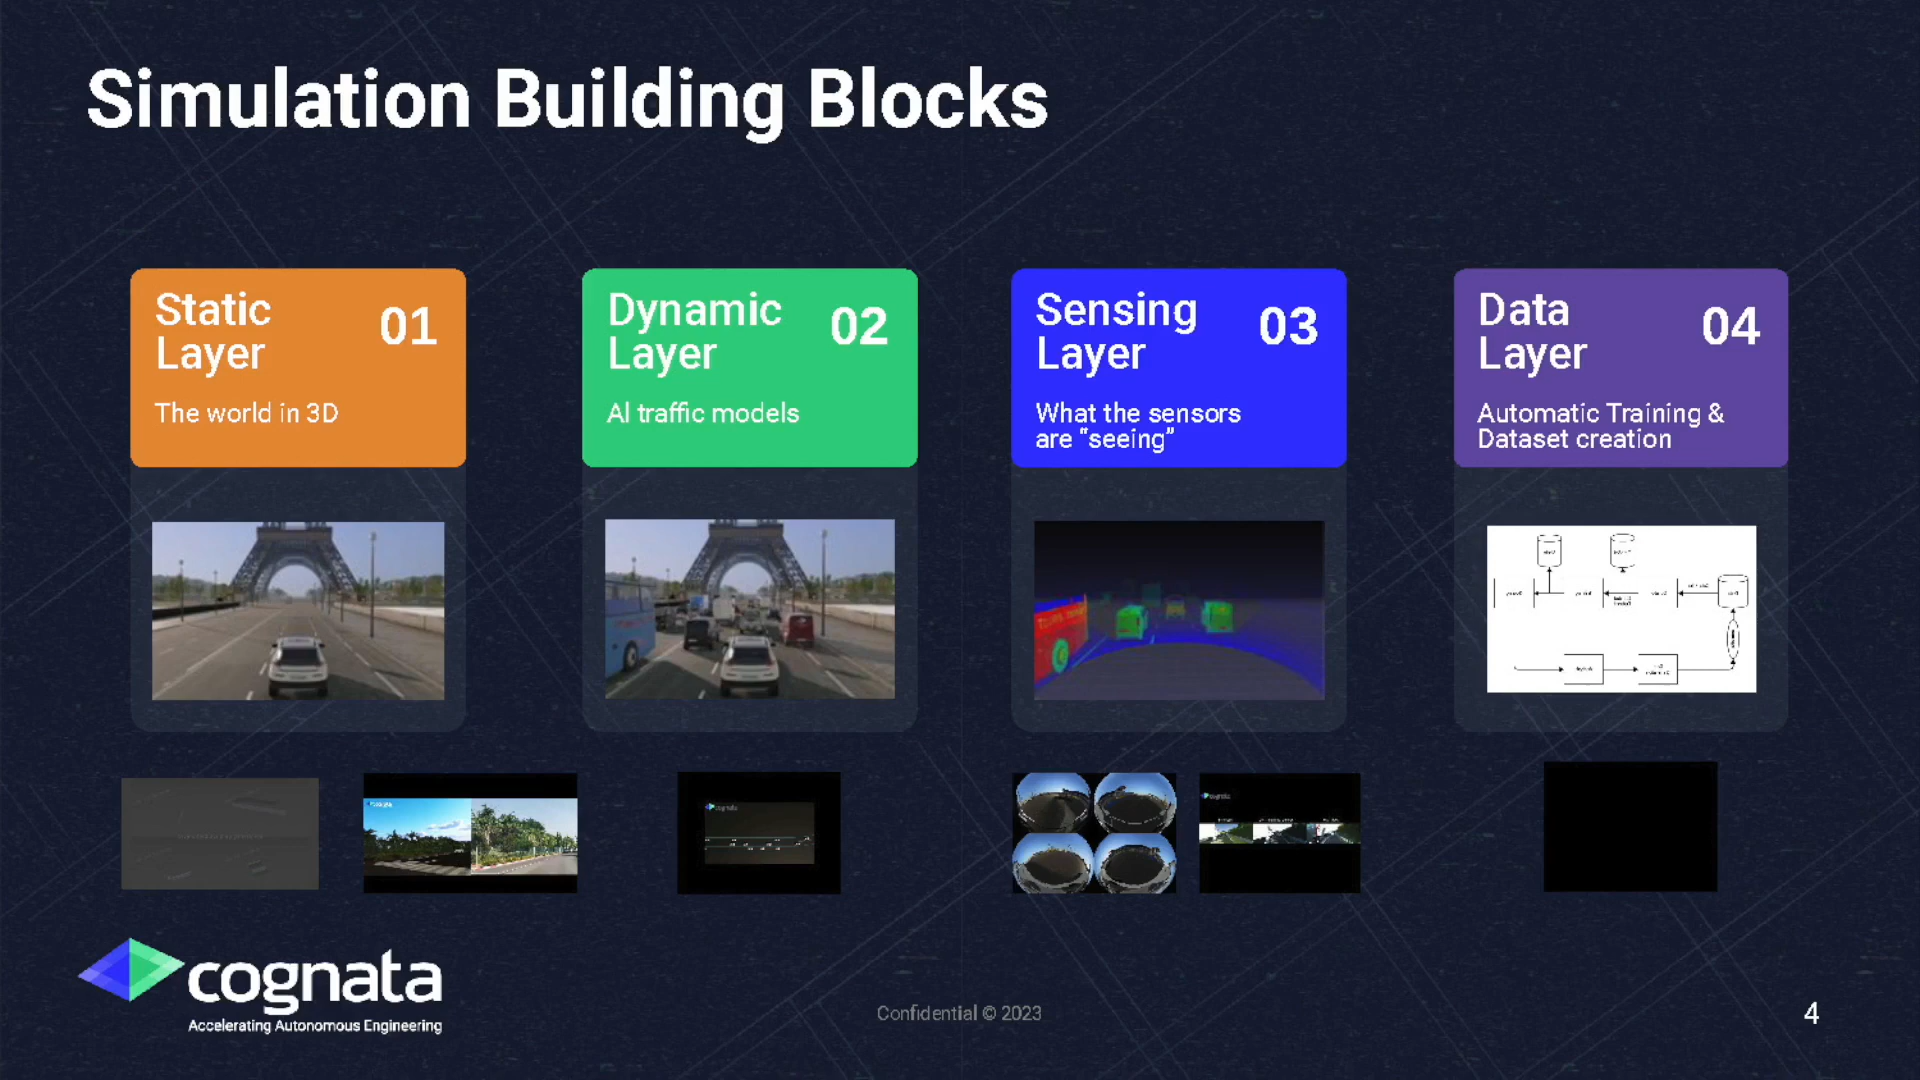 Simulation Building Blocks
Static
Layer
01
The world in 3D
Dynamic
Layer
02
AI traffic models
Sensing
Layer
03
What the sensors
are “seeing”
Data
Layer
04
Automatic Training &
Dataset creation
cognata
Accelerating Autonomous Engineering
Confidential © 2023
4